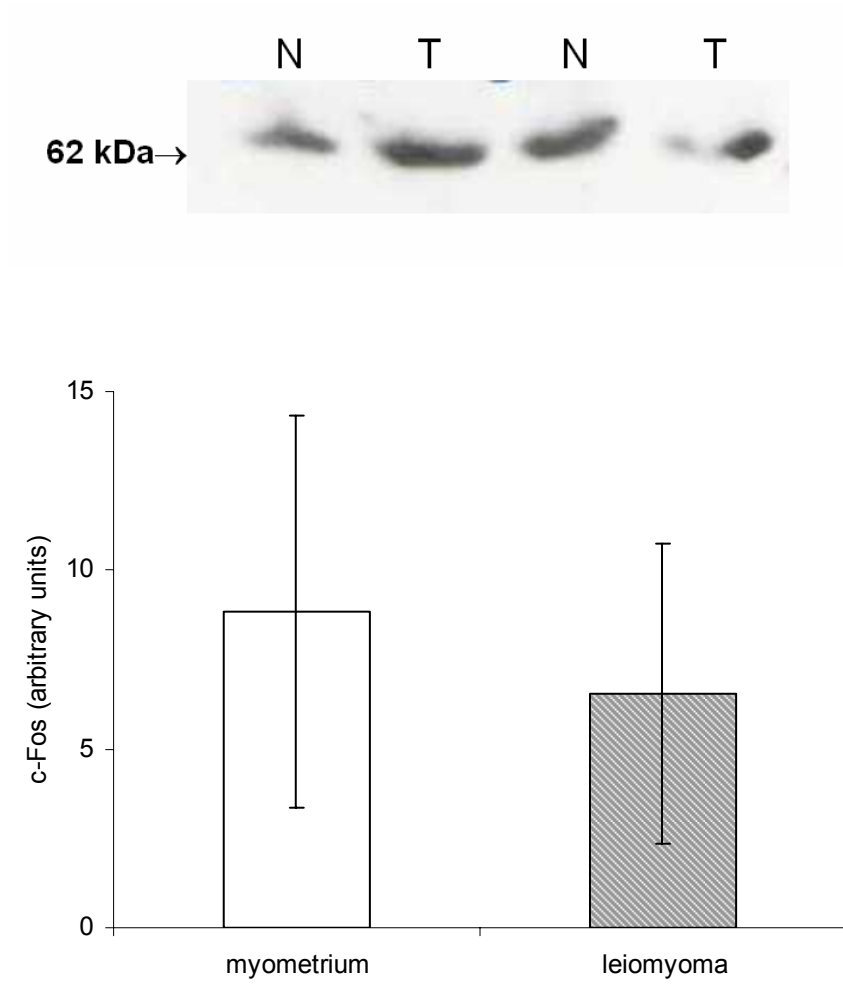 N T N T
62 kDa→
15
10
5
0
c-Fos (arbitrary units)
myometrium leiomyoma